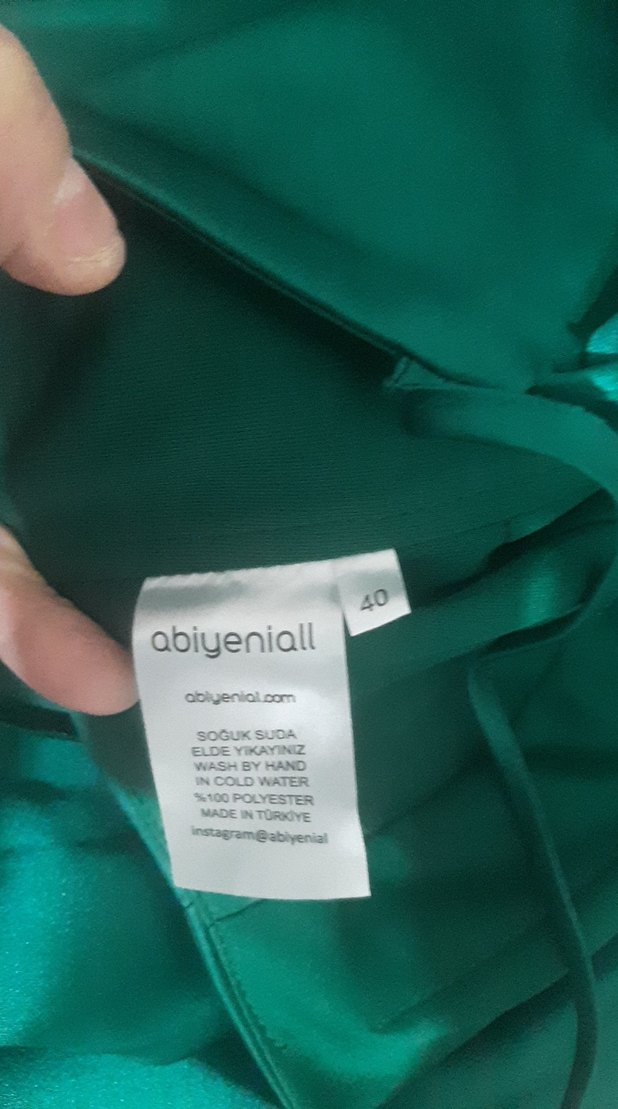 40
abiyeniall
abiyenial.com
SOĞUK SUDA
ELDE YIKAYINIZ
WASH BY HAND
IN COLD WATER
%100 POLYESTER
MADE IN TÜRKİYE
instagram@abiyenial